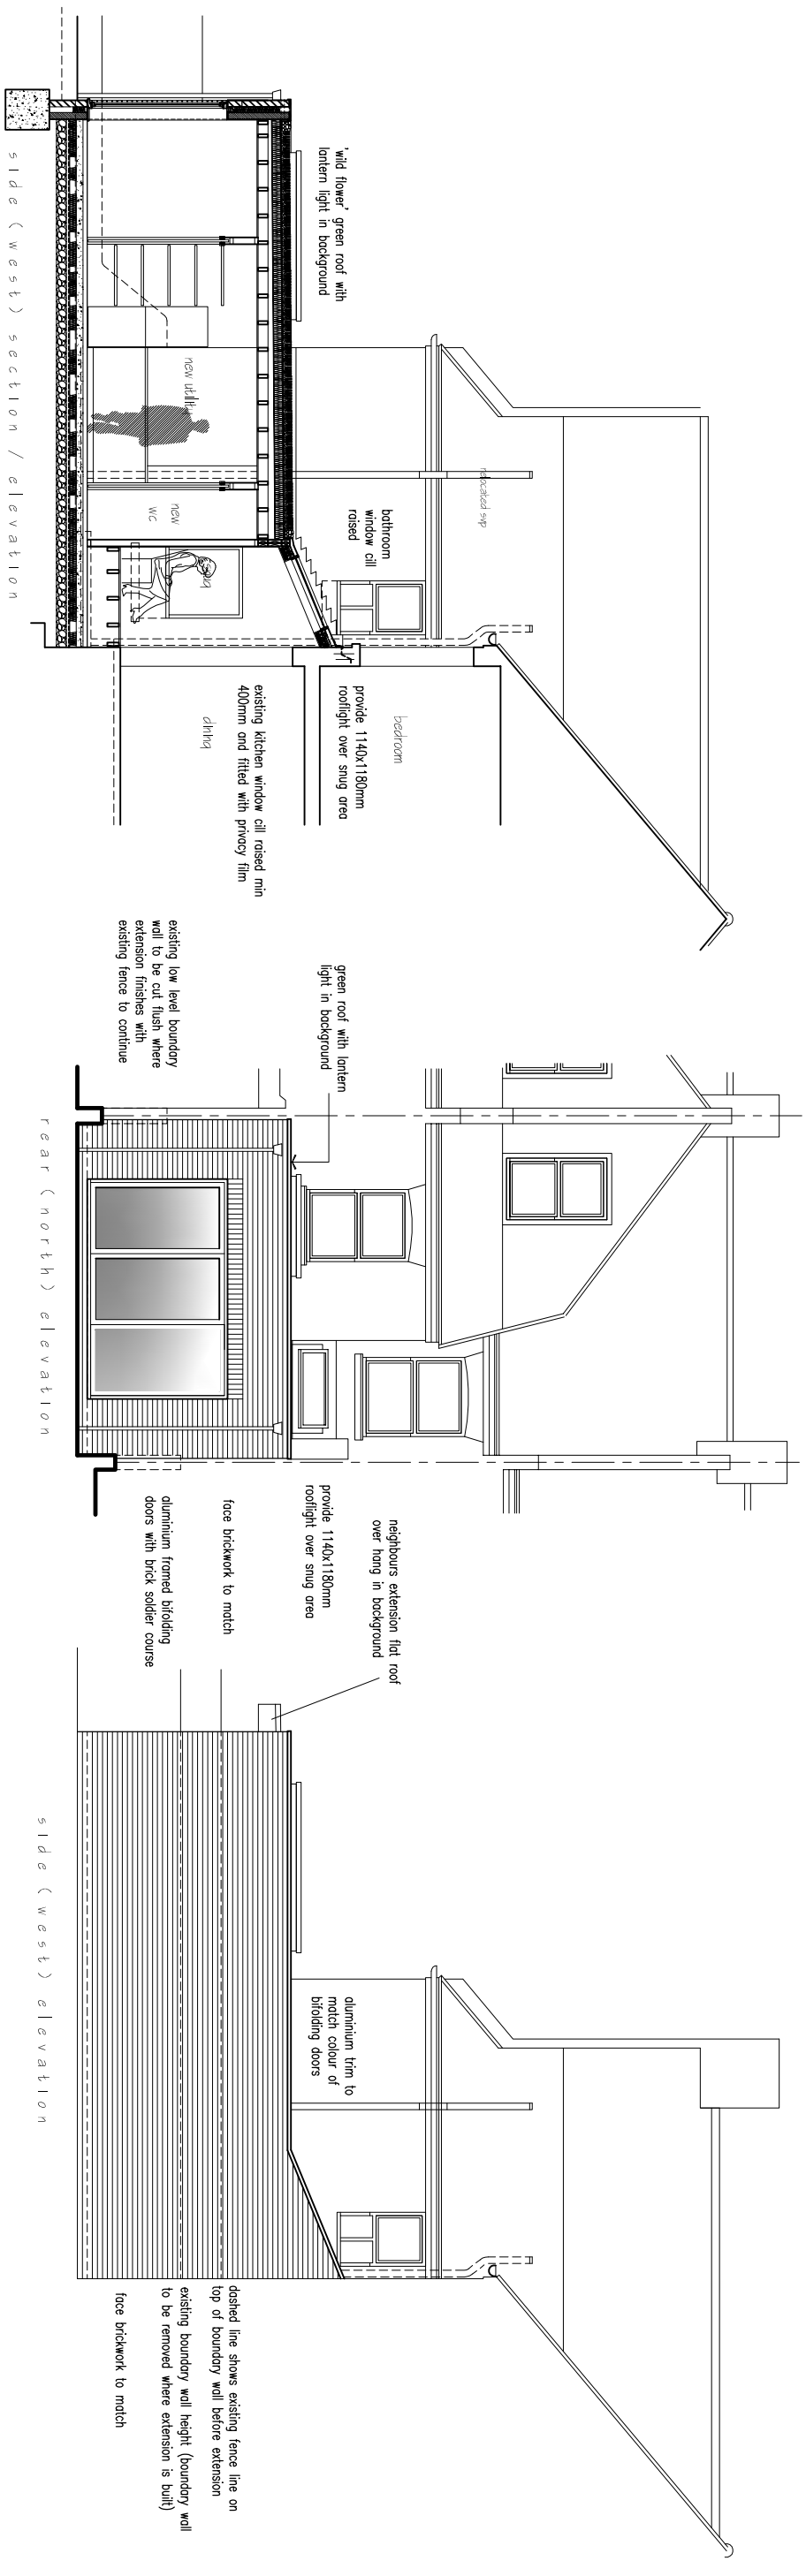 'wild flower' green roof with
lantern light in background
relocated svp
bathroom
window cill
raised
new utility
new
wc
snug
bedroom
provide 1140x1180mm
rooflight over snug area
dining
existing kitchen window cill raised min
400mm and fitted with privacy film
side (west) section / elevation
existing low level boundary
wall to be cut flush where
extension finishes with
existing fence to continue
green roof with lantern
light in background
rear (north) elevation
provide 1140x1180mm
rooflight over snug area
face brickwork to match
aluminium framed bifolding
doors with brick soldier course
neighbours extension flat roof
over hang in background
aluminium trim to
match colour of
bifolding doors
dashed line shows existing fence line on
top of boundary wall before extension
existing boundary wall height (boundary wall
to be removed where extension is built)
face brickwork to match
side (west) elevation